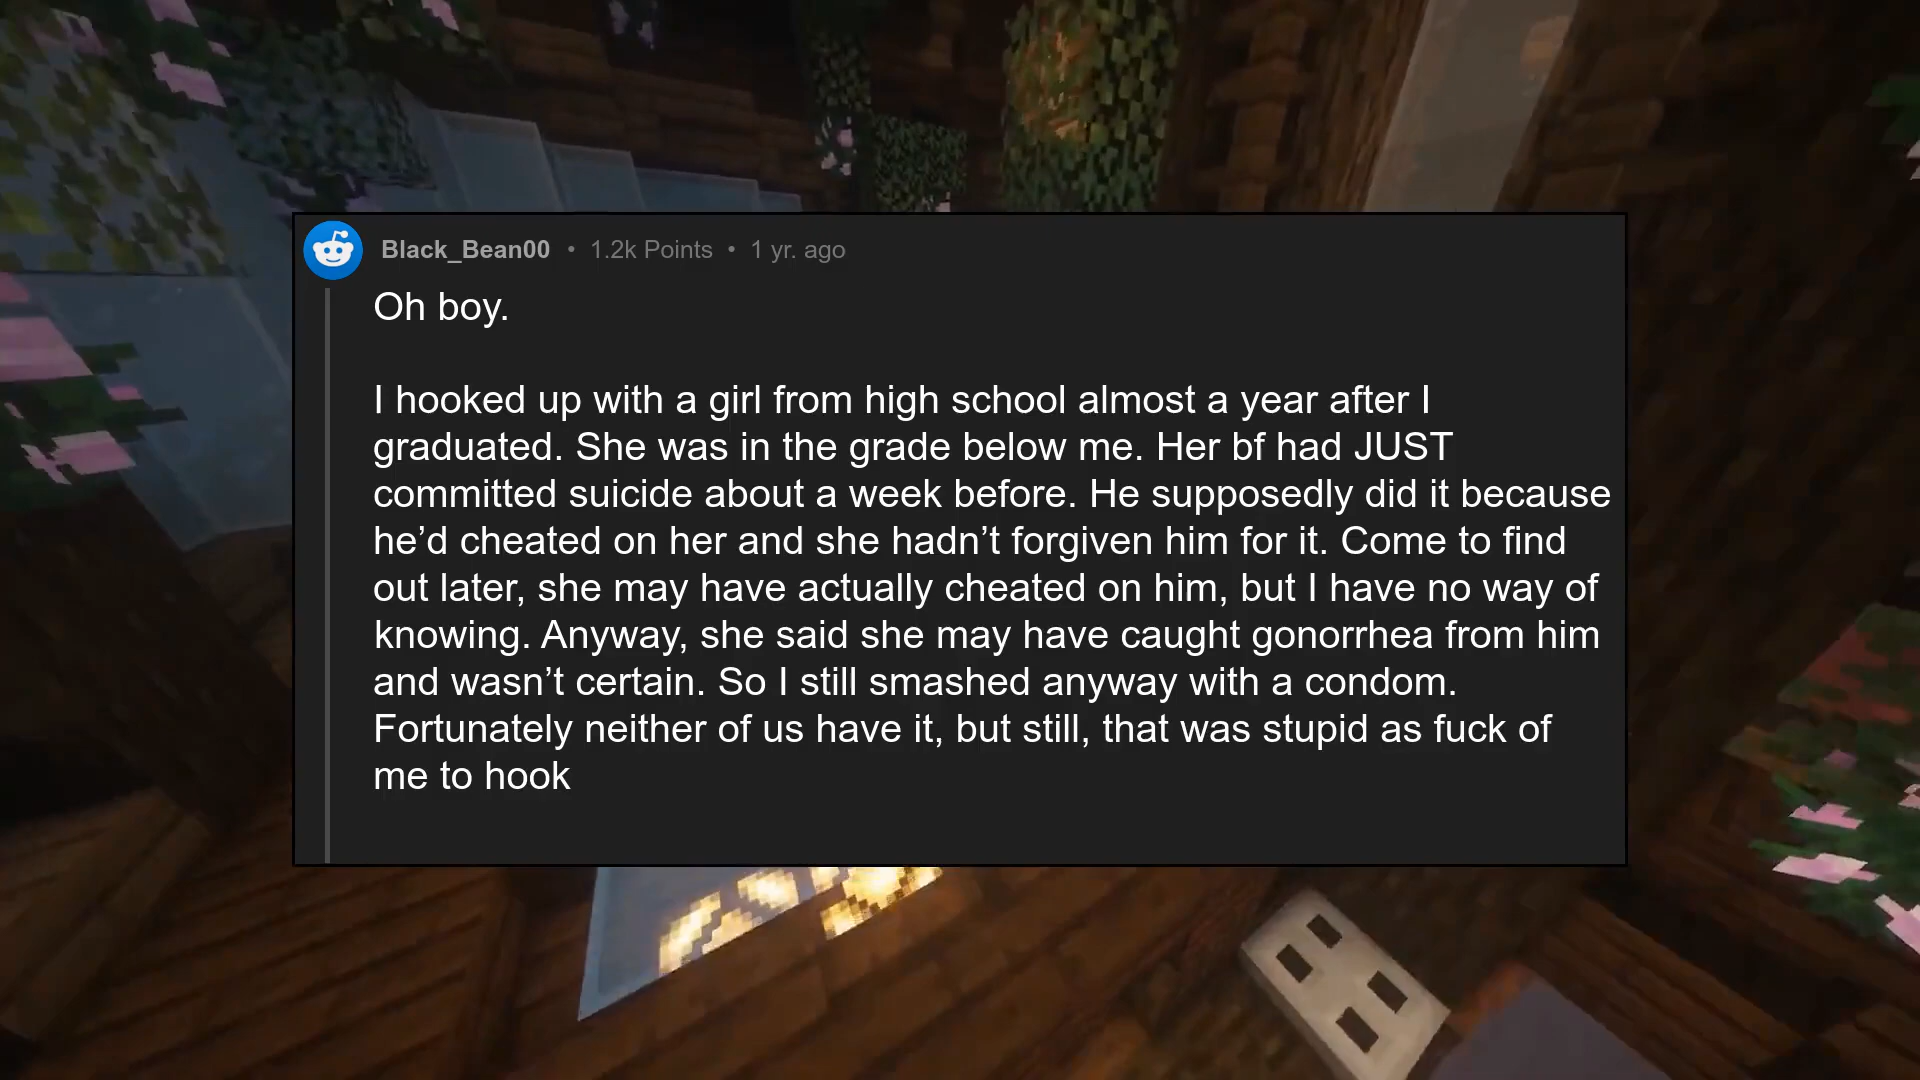 Black_Bean00 • 1.2k Points • 1 yr. ago
Oh boy.
I hooked up with a girl from high school almost a year after I
graduated. She was in the grade below me. Her bf had JUST
committed suicide about a week before. He supposedly did it because
he’d cheated on her and she hadn’t forgiven him for it. Come to find
out later, she may have actually cheated on him, but I have no way of
knowing. Anyway, she said she may have caught gonorrhea from him
and wasn’t certain. So I still smashed anyway with a condom.
Fortunately neither of us have it, but still, that was stupid as fuck of
me to hook